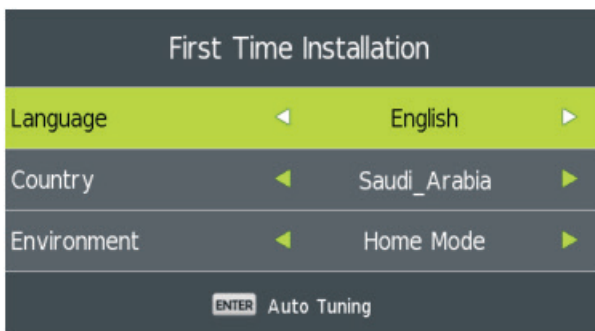 First Time Installation
Language English
Country Saudi_Arabia
Environment Home Mode
ENTER Auto Tuning